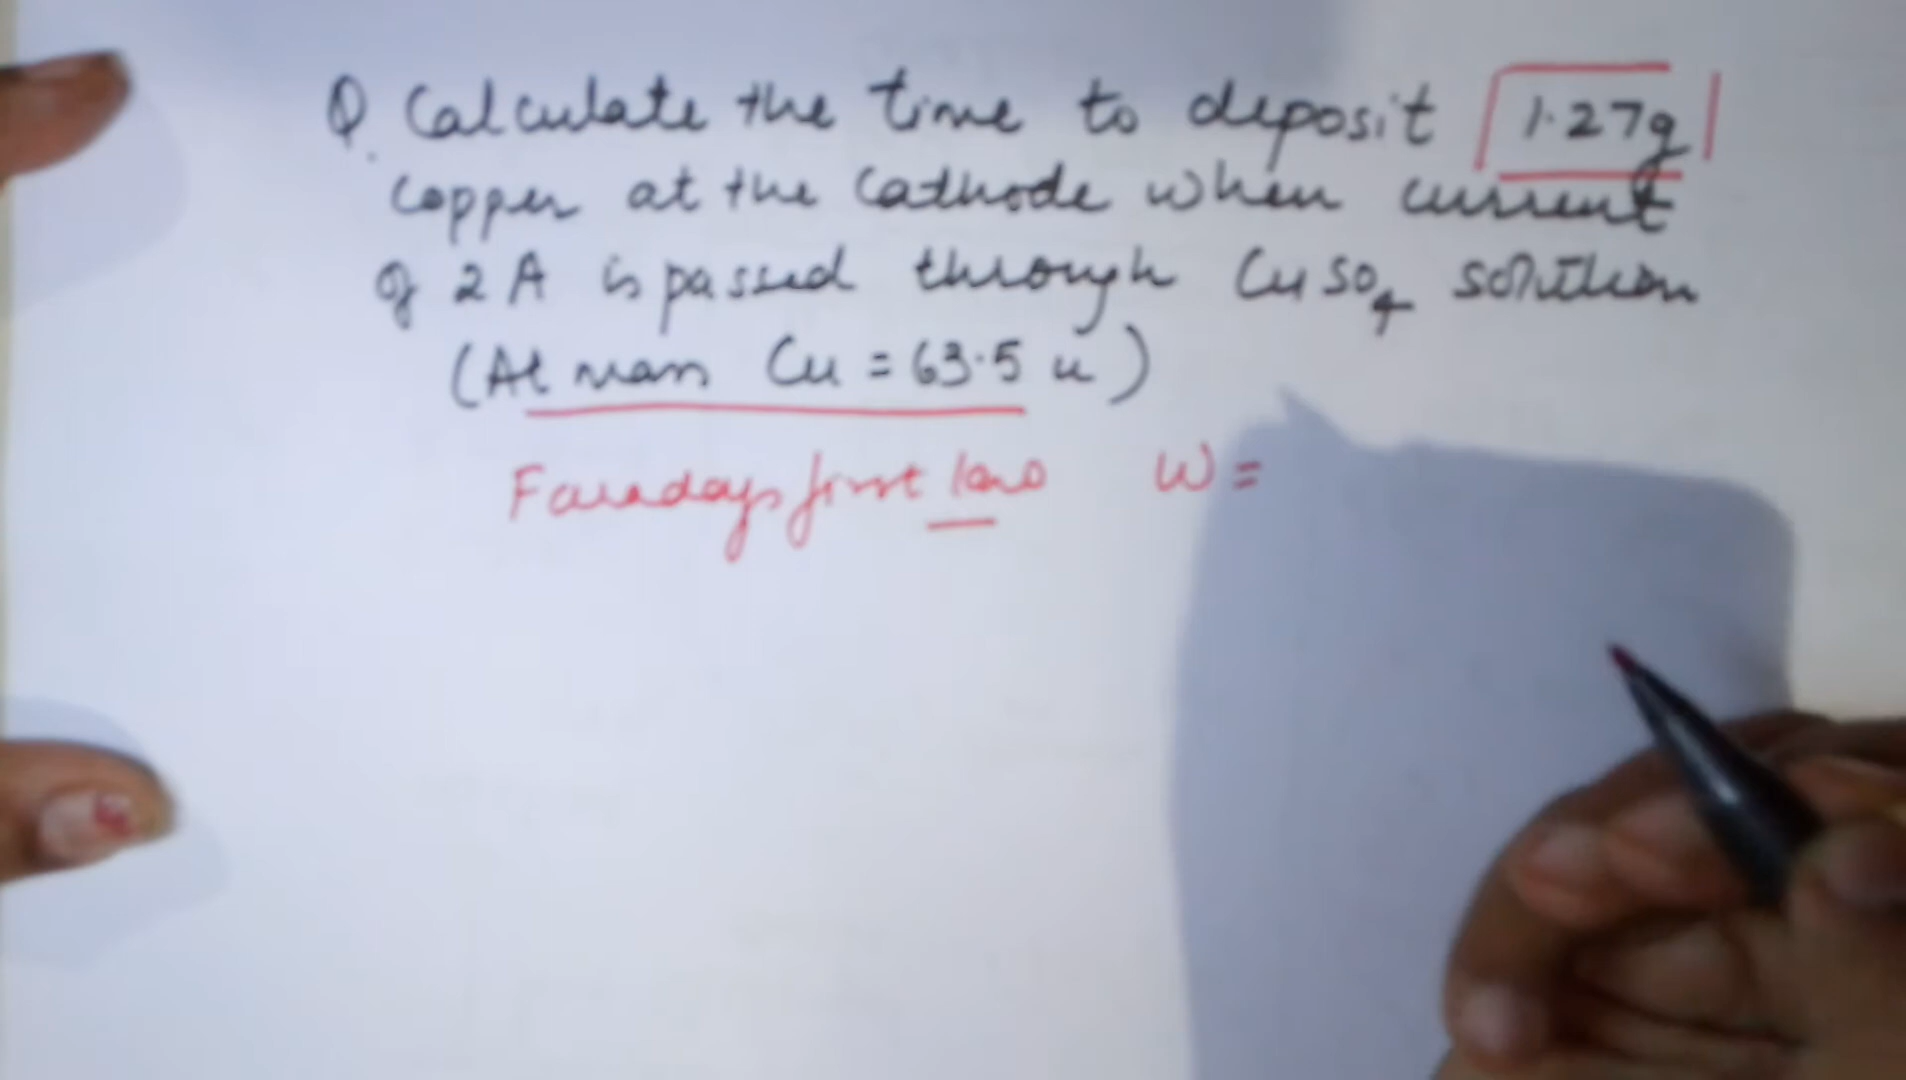 Q. Calculate the time to deposit 1.27g
copper at the cathode when current
of 2 A is passed through CuSO4 solution
(At mass Cu = 63.5 u)
Faradays first law W =